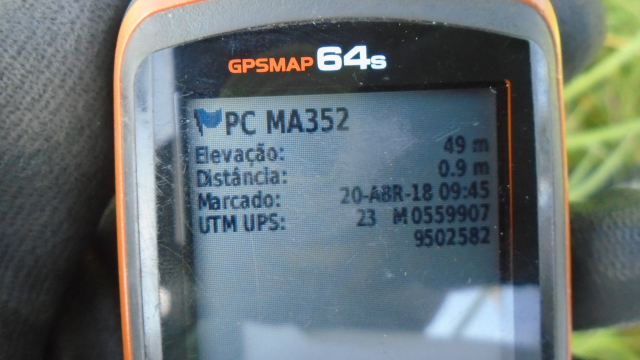 GPSMAP 64s
PC MA352
Elevação: 49 m
Distância: 0.9 m
Marcado: 20-ABR-18 09:45
UTM UPS: 23 M 0559907
9502582